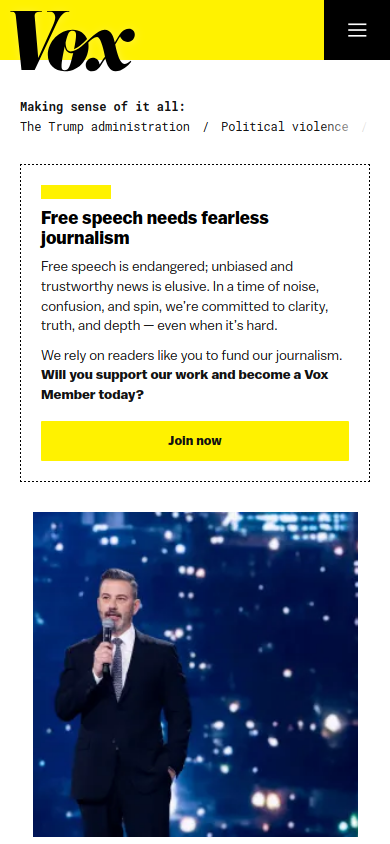 Vox
Making sense of it all:
The Trump administration / Political violence /
Free speech needs fearless
journalism
Free speech is endangered; unbiased and
trustworthy news is elusive. In a time of noise,
confusion, and spin, we’re committed to clarity,
truth, and depth — even when it’s hard.
We rely on readers like you to fund our journalism.
Will you support our work and become a Vox
Member today?
Join now